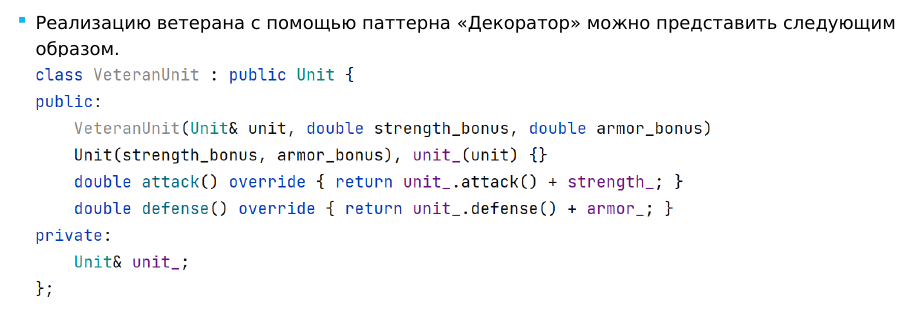 ▪ Реализацию ветерана с помощью паттерна «Декоратор» можно представить следующим
образом.
class VeteranUnit : public Unit {
public:
    VeteranUnit(Unit& unit, double strength_bonus, double armor_bonus)
    Unit(strength_bonus, armor_bonus), unit_(unit) {}
    double attack() override { return unit_.attack() + strength_; }
    double defense() override { return unit_.defense() + armor_; }
private:
    Unit& unit_;
};